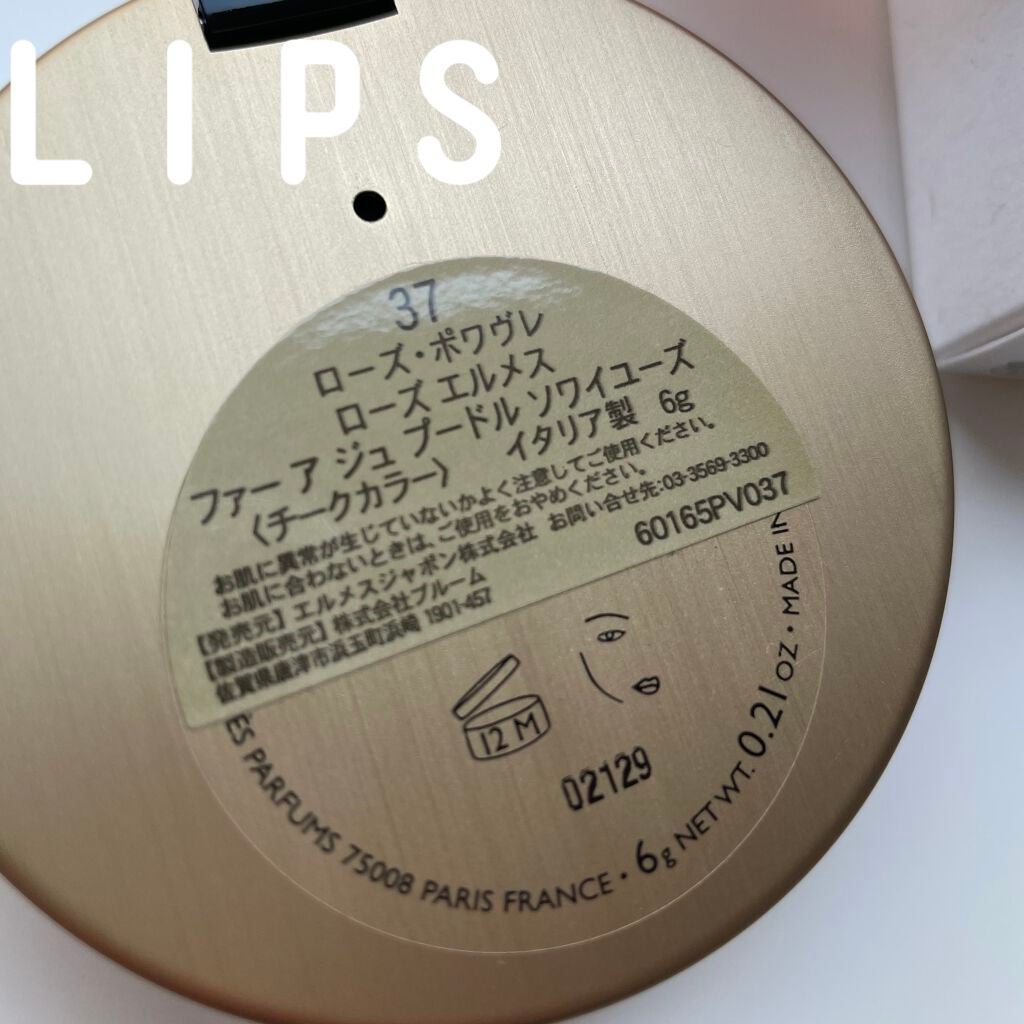 LIPS
37
ローズ・ポワヴレ
ローズ エルメス
ファー ア ジュ プードル ソワイユーズ
〈チークカラー〉 イタリア製 6g
お肌に異常が生じていないかよく注意してご使用ください。
お肌に合わないときは、ご使用をおやめください。
【発売元】エルメスジャポン株式会社 お問い合せ先:03-3569-3300
【製造販売元】株式会社ブルーム
佐賀県唐津市浜玉町浜崎 1901-457
60165PV037
12 M
02129
ES PARFUMS 75008 PARIS FRANCE • 6g NET WT. 0.21 OZ • MADE IN